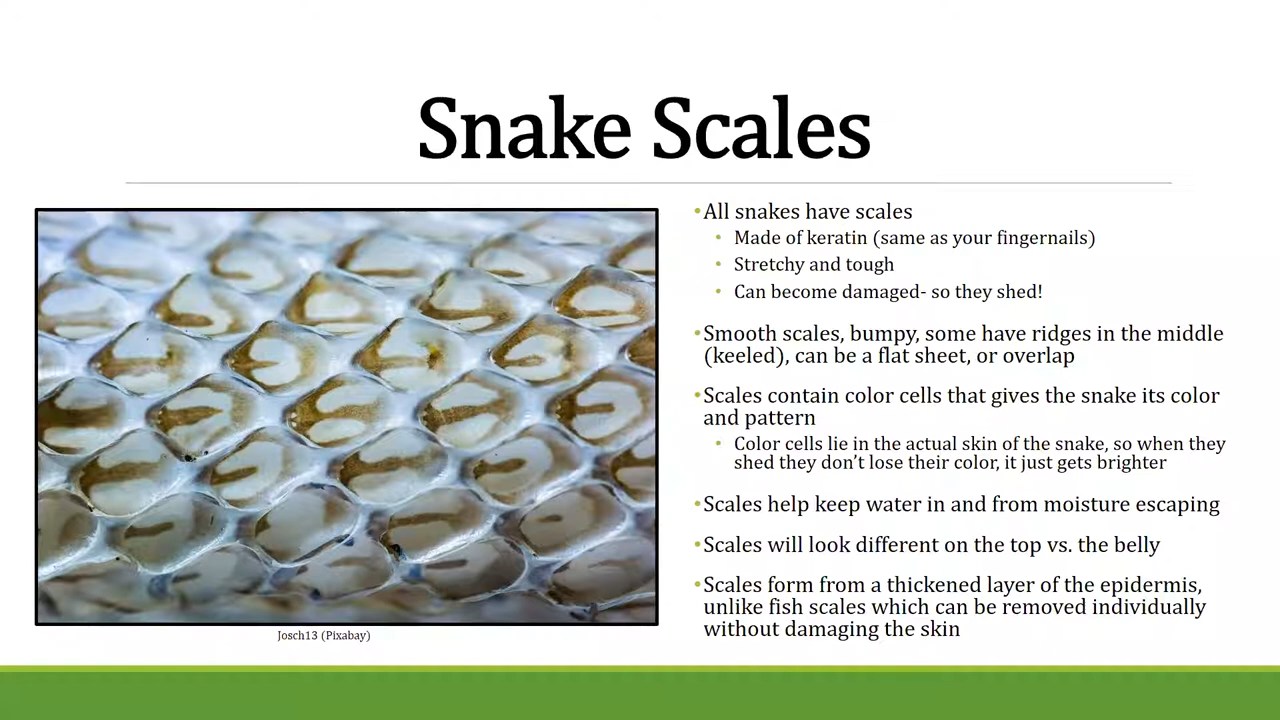 Snake Scales
•All snakes have scales
• Made of keratin (same as your fingernails)
• Stretchy and tough
• Can become damaged- so they shed!
•Smooth scales, bumpy, some have ridges in the middle
(keeled), can be a flat sheet, or overlap
•Scales contain color cells that gives the snake its color
and pattern
• Color cells lie in the actual skin of the snake, so when they
shed they don’t lose their color, it just gets brighter
•Scales help keep water in and from moisture escaping
•Scales will look different on the top vs. the belly
•Scales form from a thickened layer of the epidermis,
unlike fish scales which can be removed individually
without damaging the skin
Josch13 (Pixabay)